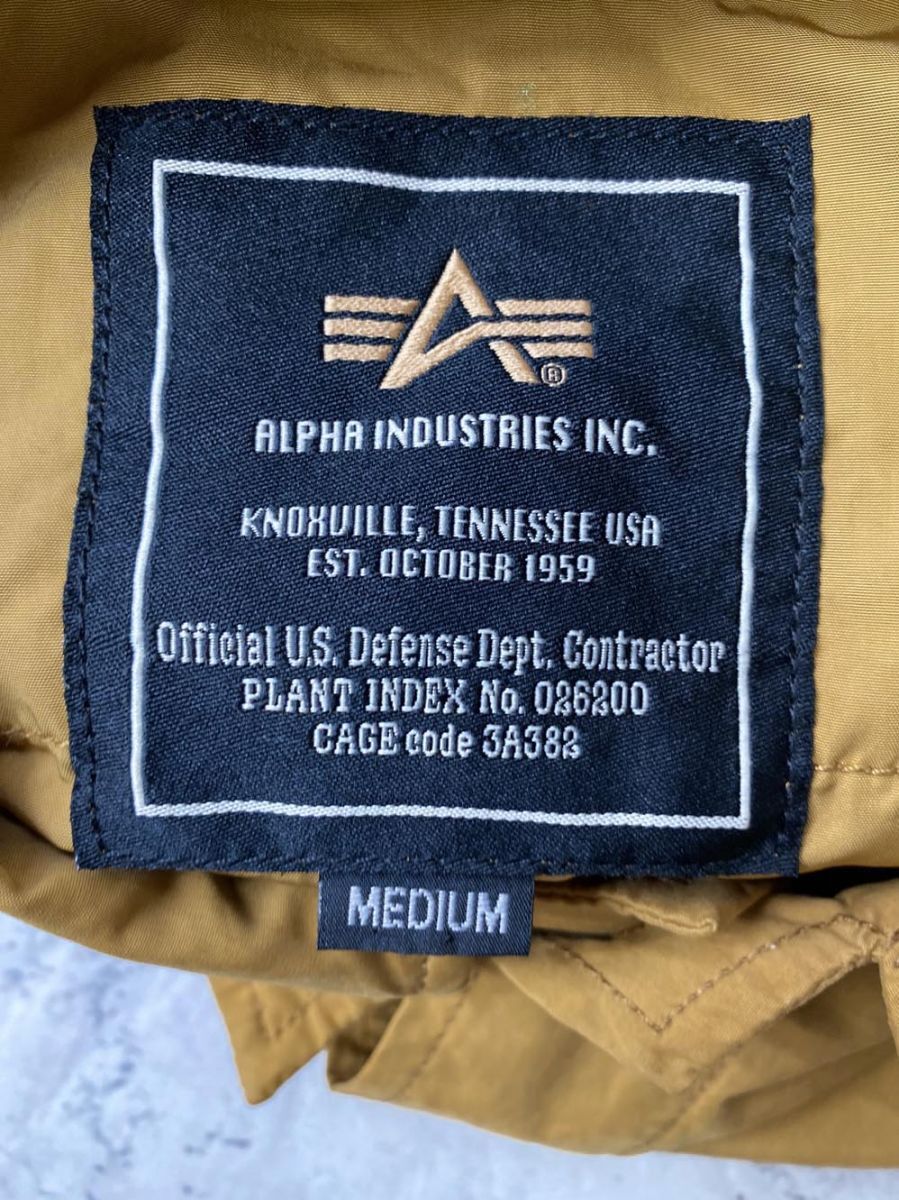 ®
ALPHA INDUSTRIES INC.
KNOXVILLE, TENNESSEE USA
EST. OCTOBER 1959
Official U.S. Defense Dept. Contractor
PLANT INDEX No. 026200
CAGE code 3A382
MEDIUM